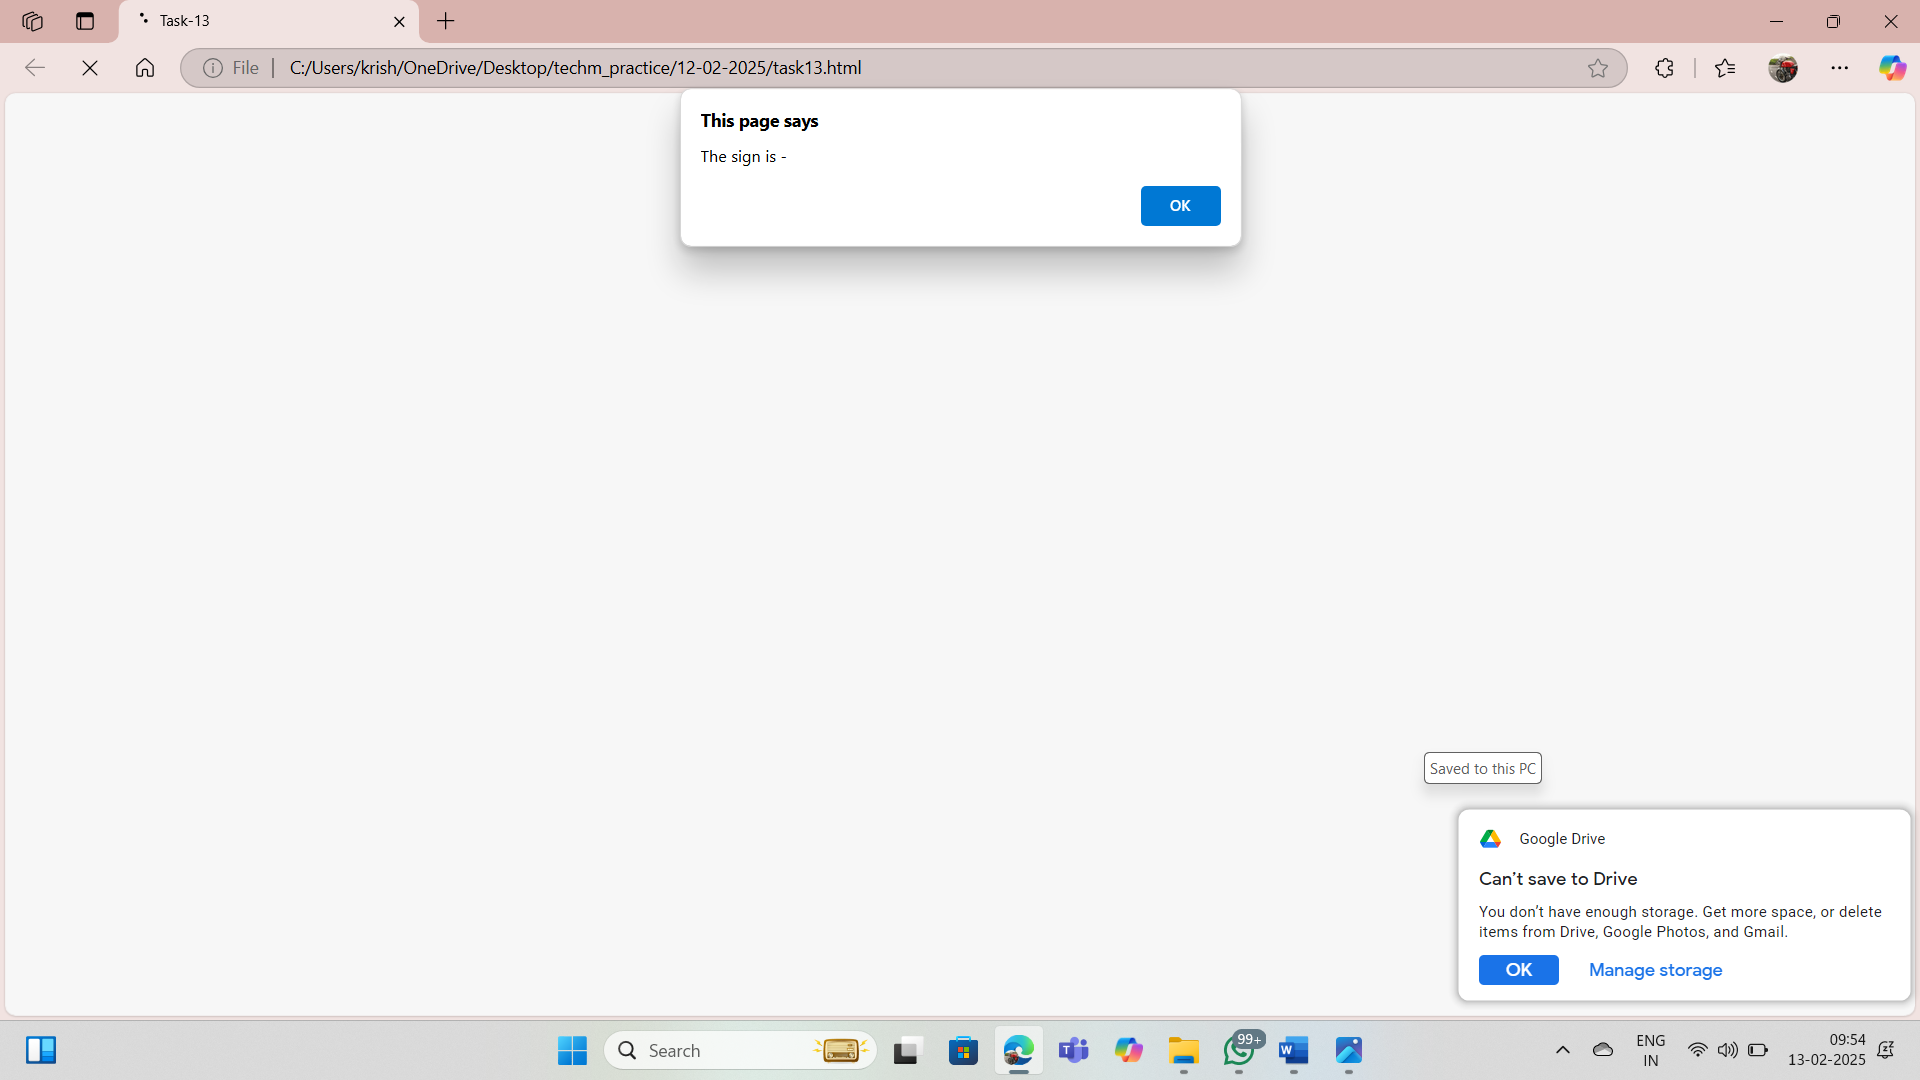 Task-13
File
C:/Users/krish/OneDrive/Desktop/techm_practice/12-02-2025/task13.html
This page says
The sign is -
OK
Saved to this PC
Google Drive
Can't save to Drive
You don't have enough storage. Get more space, or delete
items from Drive, Google Photos, and Gmail.
OK
Manage storage
Search
99+
ENG
IN
09:54
13-02-2025